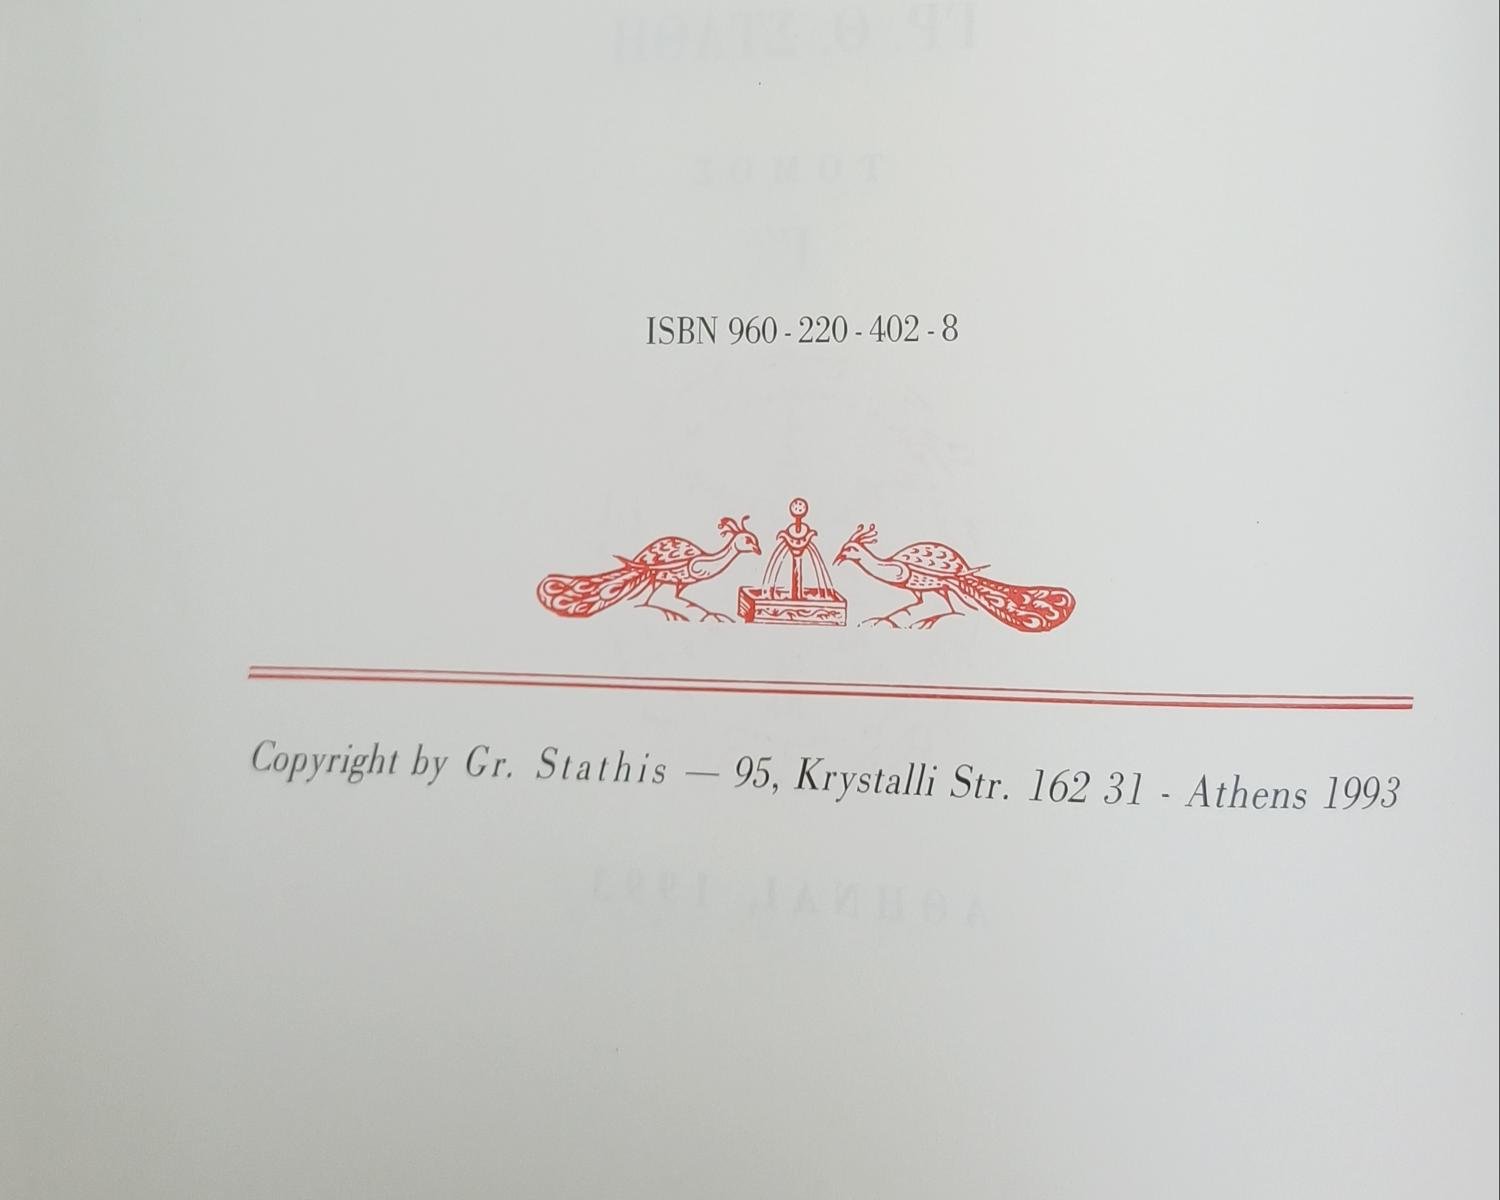 ISBN 960-220-402-8
Copyright by Gr. Stathis — 95, Krystalli Str. 162 31 - Athens 1993